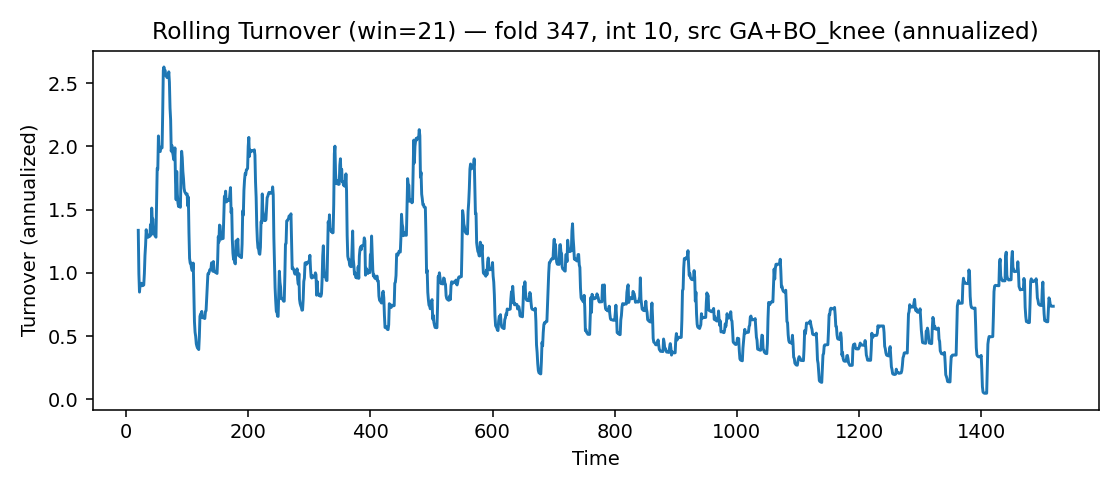 Rolling Turnover (win=21) — fold 347, int 10, src GA+BO_knee (annualized)
Turnover (annualized)
2.5
2.0
1.5
1.0
0.5
0.0
0 200 400 600 800 1000 1200 1400
Time